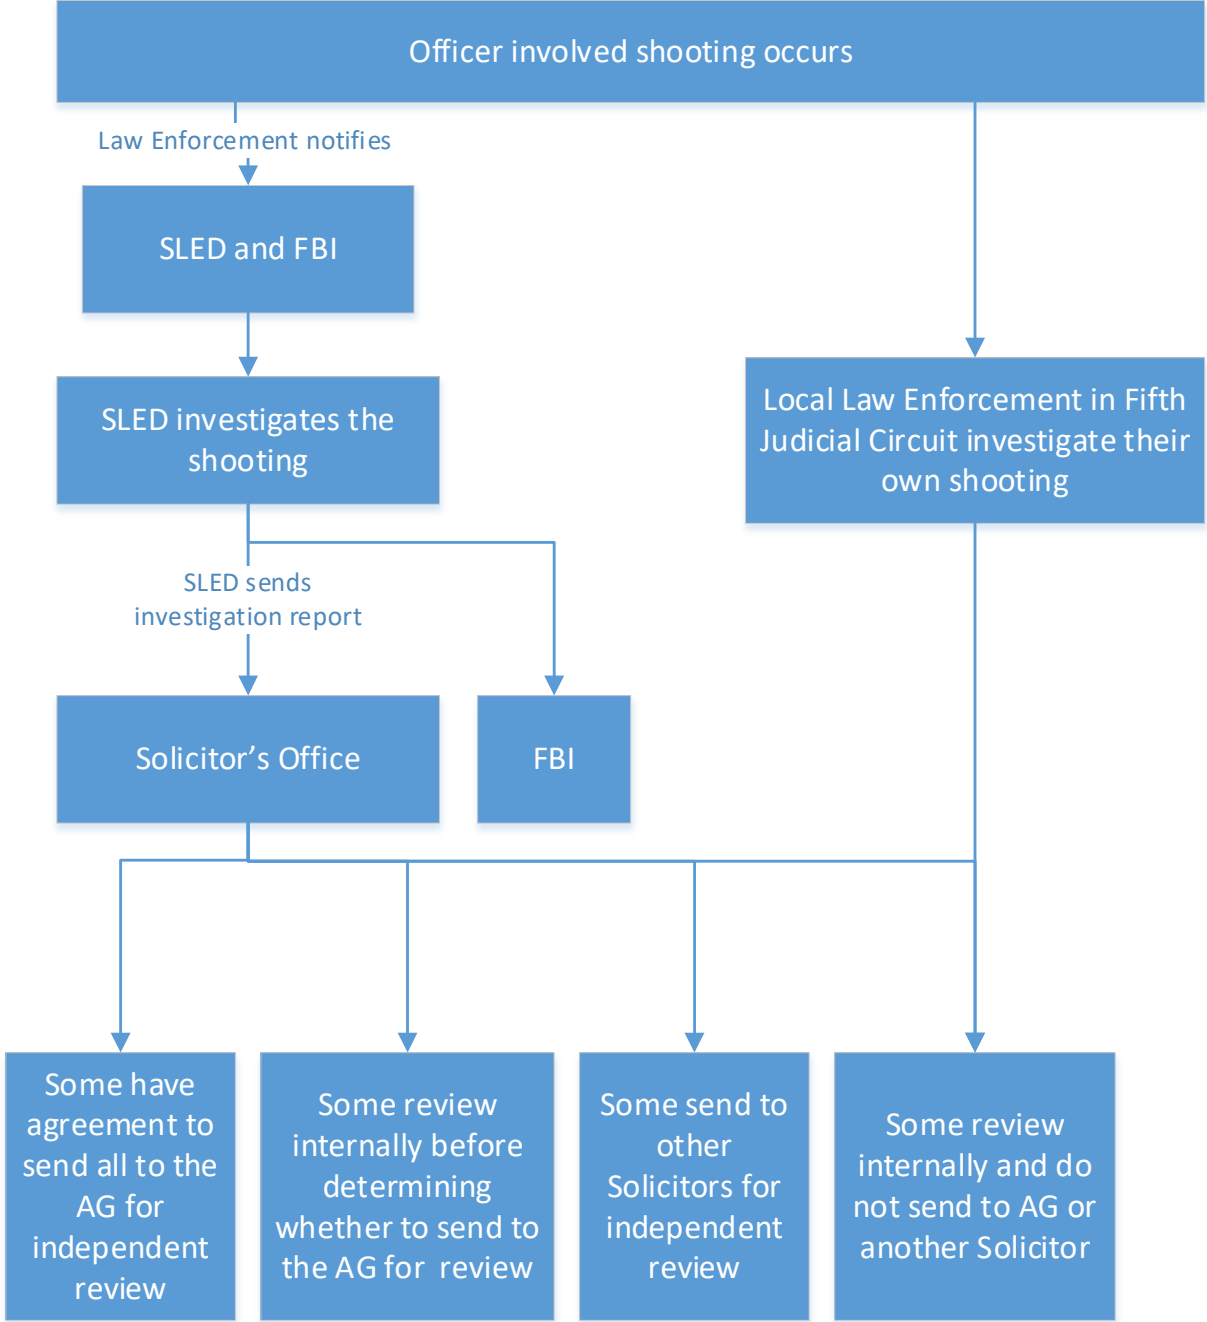 Officer involved shooting occurs
Law Enforcement notifies
SLED and FBI
SLED investigates the
shooting
Local Law Enforcement in Fifth
Judicial Circuit investigate their
own shooting
SLED sends
investigation report
Solicitor’s Office
FBI
Some have
agreement to
send all to the
AG for
independent
review
Some review
internally before
determining
whether to send to
the AG for  review
Some send to
other
Solicitors for
independent
review
Some review
internally and do
not send to AG or
another Solicitor